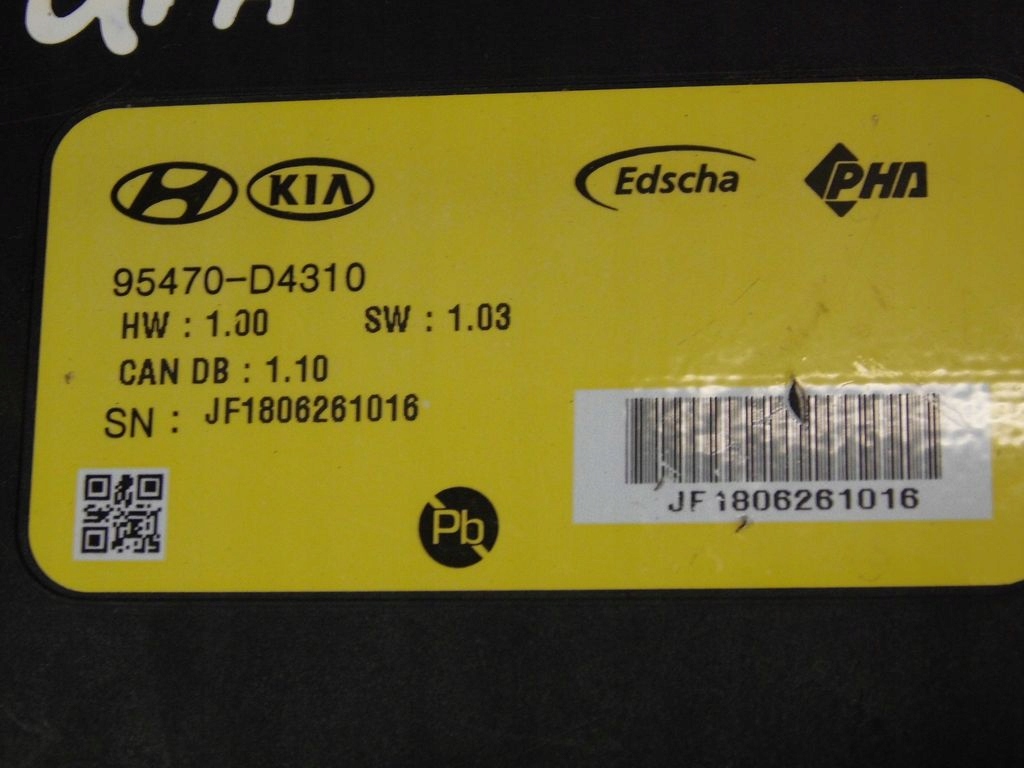 KIA
Edscha
PHA
95470-D4310
HW : 1.00 SW : 1.03
CAN DB : 1.10
SN : JF1806261016
Pb
JF1806261016